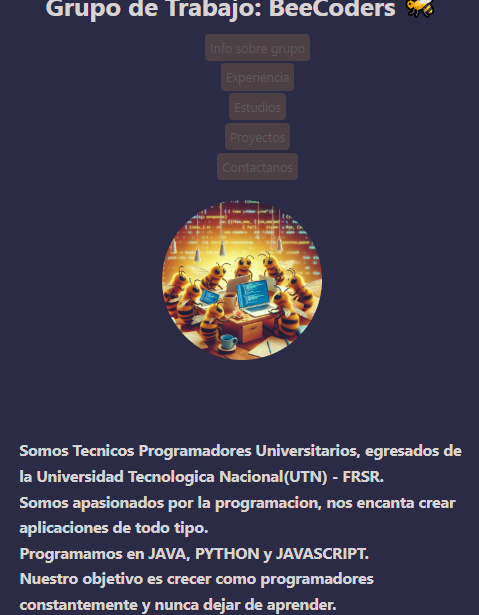 Grupo de Trabajo: BeeCoders 🐝
Info sobre grupo
Experiencia
Estudios
Proyectos
Contactanos
Somos Tecnicos Programadores Universitarios, egresados de
la Universidad Tecnologica Nacional(UTN) - FRSR.
Somos apasionados por la programacion, nos encanta crear
aplicaciones de todo tipo.
Programamos en JAVA, PYTHON y JAVASCRIPT.
Nuestro objetivo es crecer como programadores
constantemente y nunca dejar de aprender.